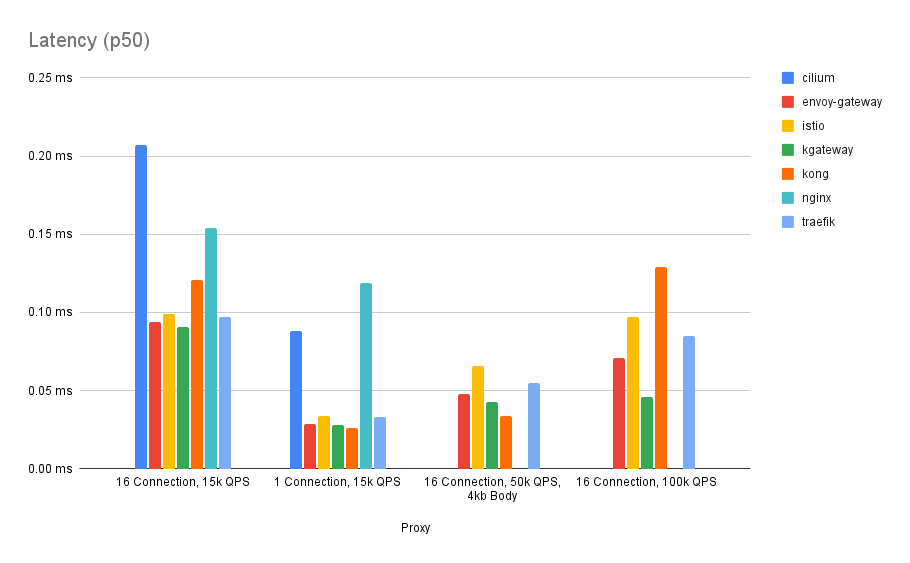 Latency (p50)
0.25 ms
0.20 ms
0.15 ms
0.10 ms
0.05 ms
0.00 ms
16 Connection, 15k QPS
1 Connection, 15k QPS
16 Connection, 50k QPS,
4kb Body
16 Connection, 100k QPS
Proxy
cilium
envoy-gateway
istio
kgateway
kong
nginx
traefik